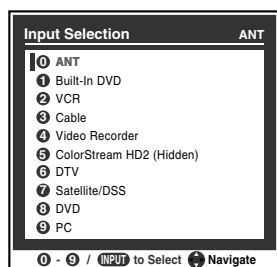 Input Selection ANT
0 ANT
1 Built-In DVD
2 VCR
3 Cable
4 Video Recorder
5 ColorStream HD2 (Hidden)
6 DTV
7 Satellite/DSS
8 DVD
9 PC
0 - 9 / INPUT to Select Navigate